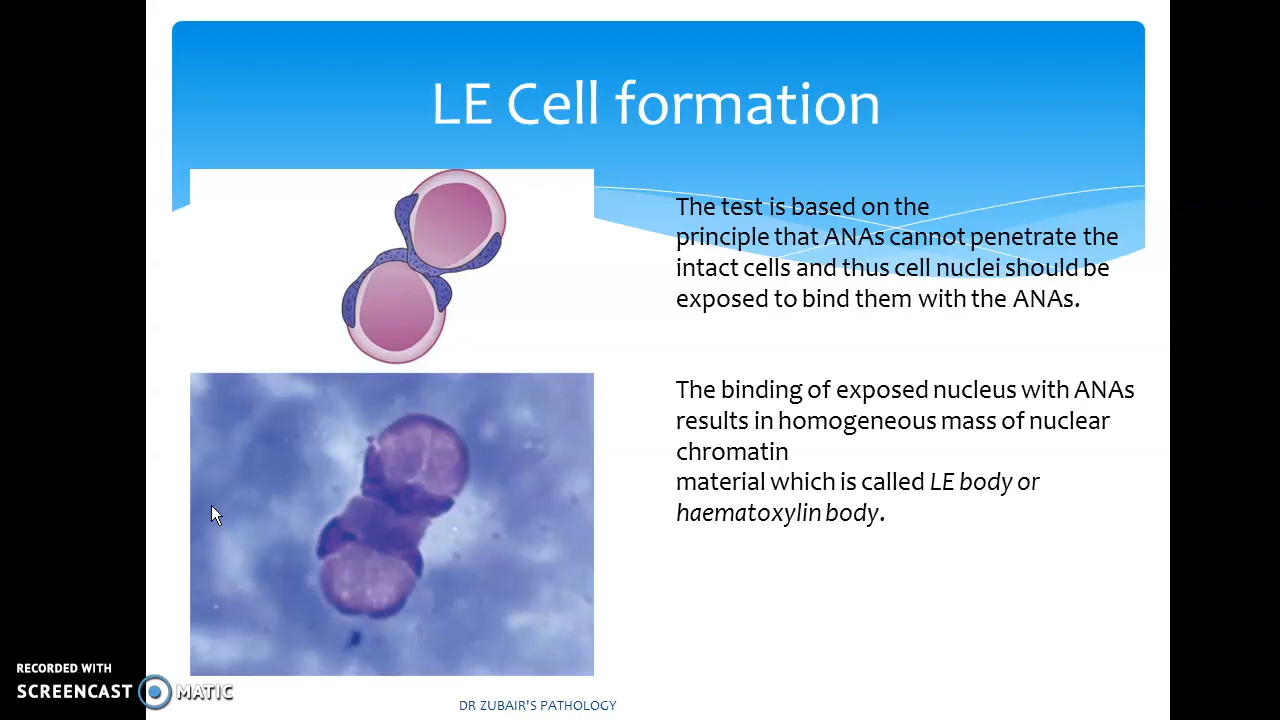 LE Cell formation
The test is based on the
principle that ANAs cannot penetrate the
intact cells and thus cell nuclei should be
exposed to bind them with the ANAs.
The binding of exposed nucleus with ANAs
results in homogeneous mass of nuclear
chromatin
material which is called LE body or
haematoxylin body.
RECORDED WITH
SCREENCAST MATIC
DR ZUBAIR'S PATHOLOGY